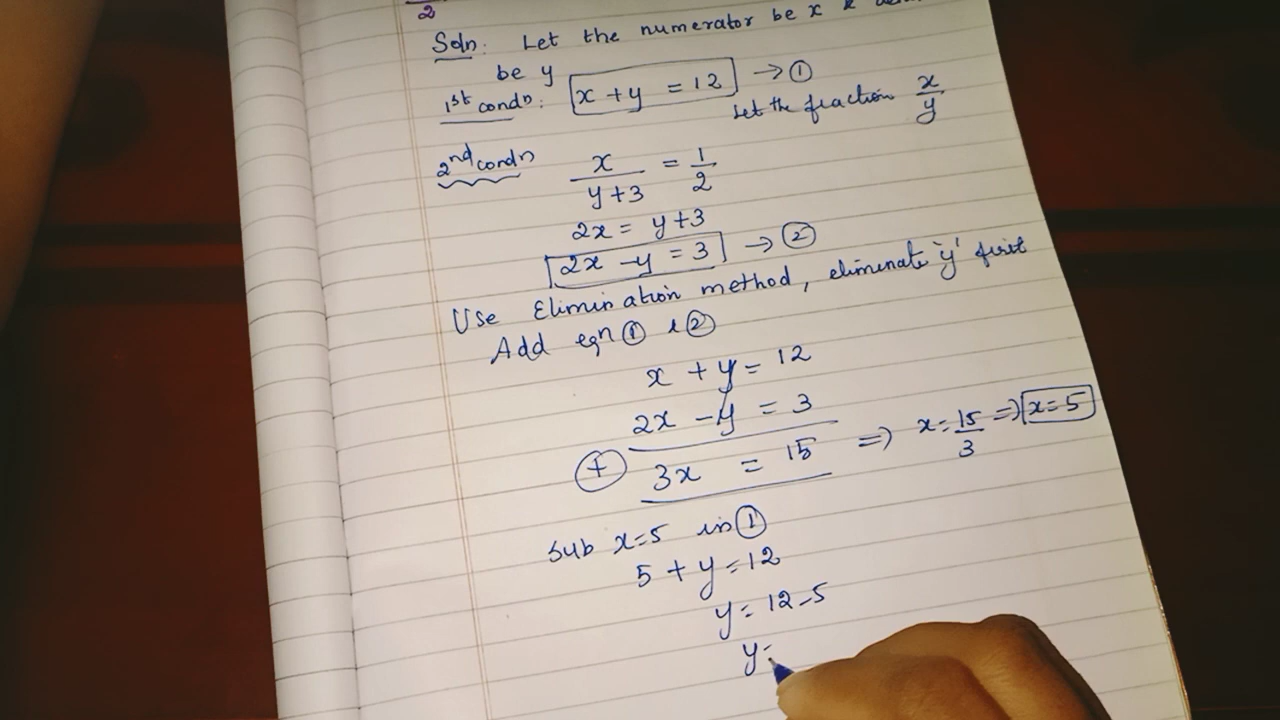 2
Soln: Let the numerator be x &
be y
1st condn: x + y = 12 → ①
Let the fraction x/y
2nd condn x/(y+3) = 1/2
2x = y+3
2x - y = 3 → ②
Use Elimination method, eliminate 'y' first
Add eqn ① & ②
x + y = 12
2x - y = 3
(+) 3x = 15 ⇒ x = 15/3 ⇒ x = 5
Sub x=5 in ①
5 + y = 12
y = 12 - 5
y =